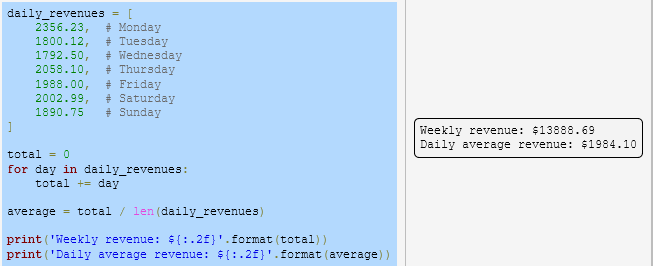 daily_revenues = [
    2356.23,  # Monday
    1800.12,  # Tuesday
    1792.50,  # Wednesday
    2058.10,  # Thursday
    1988.00,  # Friday
    2002.99,  # Saturday
    1890.75   # Sunday
]

total = 0
for day in daily_revenues:
    total += day

average = total / len(daily_revenues)

print('Weekly revenue: ${:.2f}'.format(total))
print('Daily average revenue: ${:.2f}'.format(average))
Weekly revenue: $13888.69
Daily average revenue: $1984.10